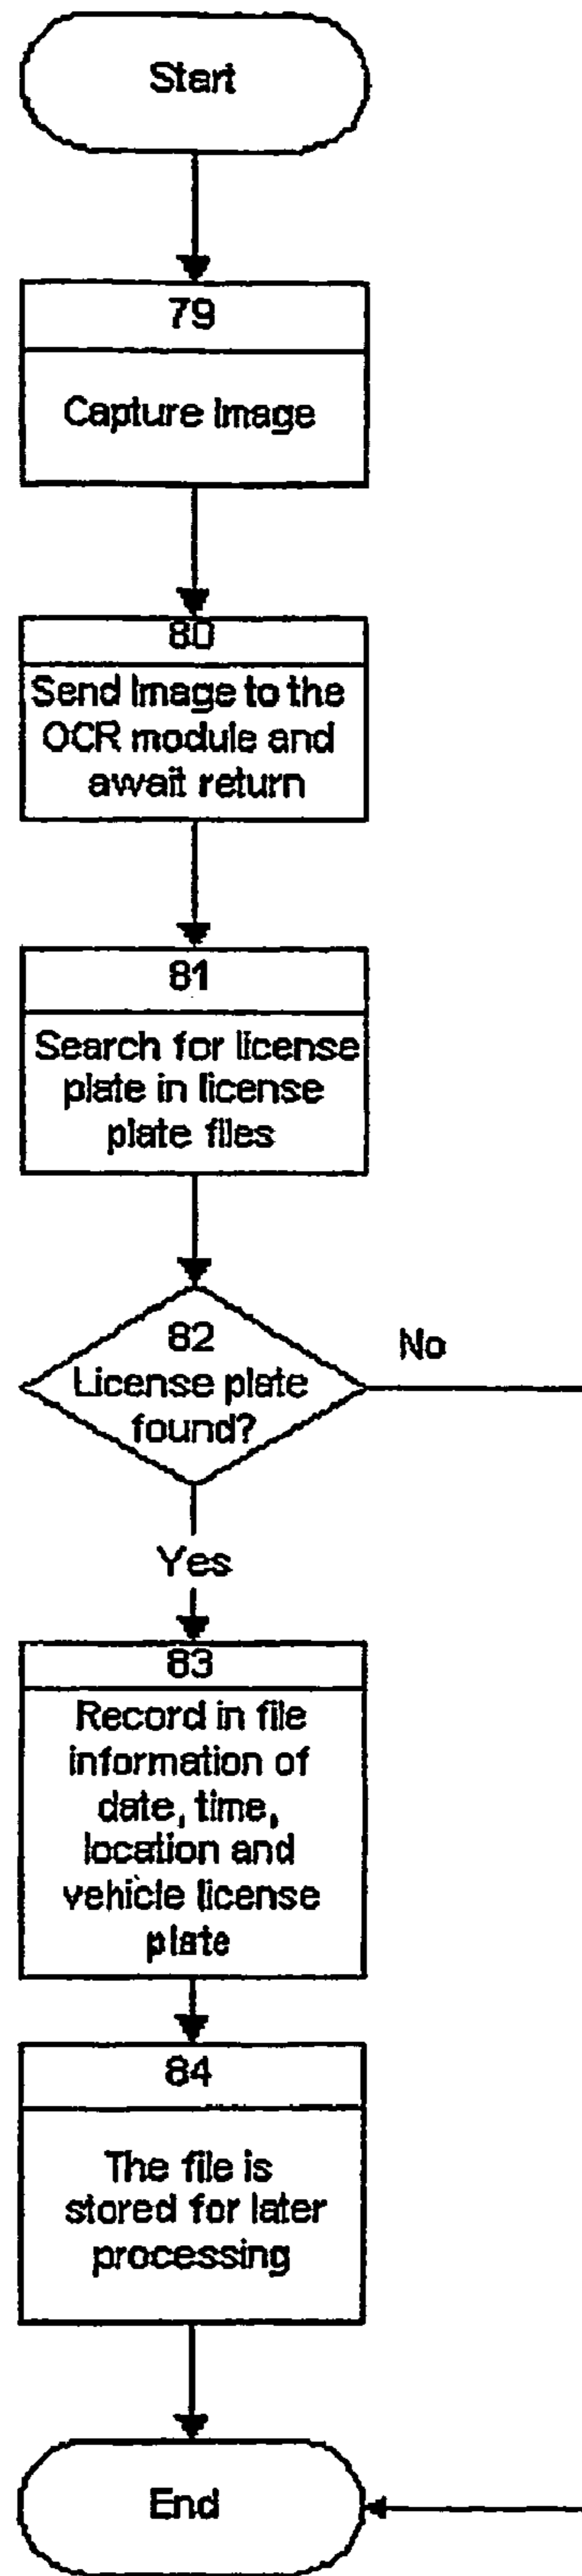 Start
79
Capture Image
80
Send Image to the
OCR module and
await return
81
Search for license
plate in license
plate files
82
No
License plate
found?
Yes
83
Record in file
information of
date, time,
location and
vehicle license
plate
84
The file is
stored for later
processing
End